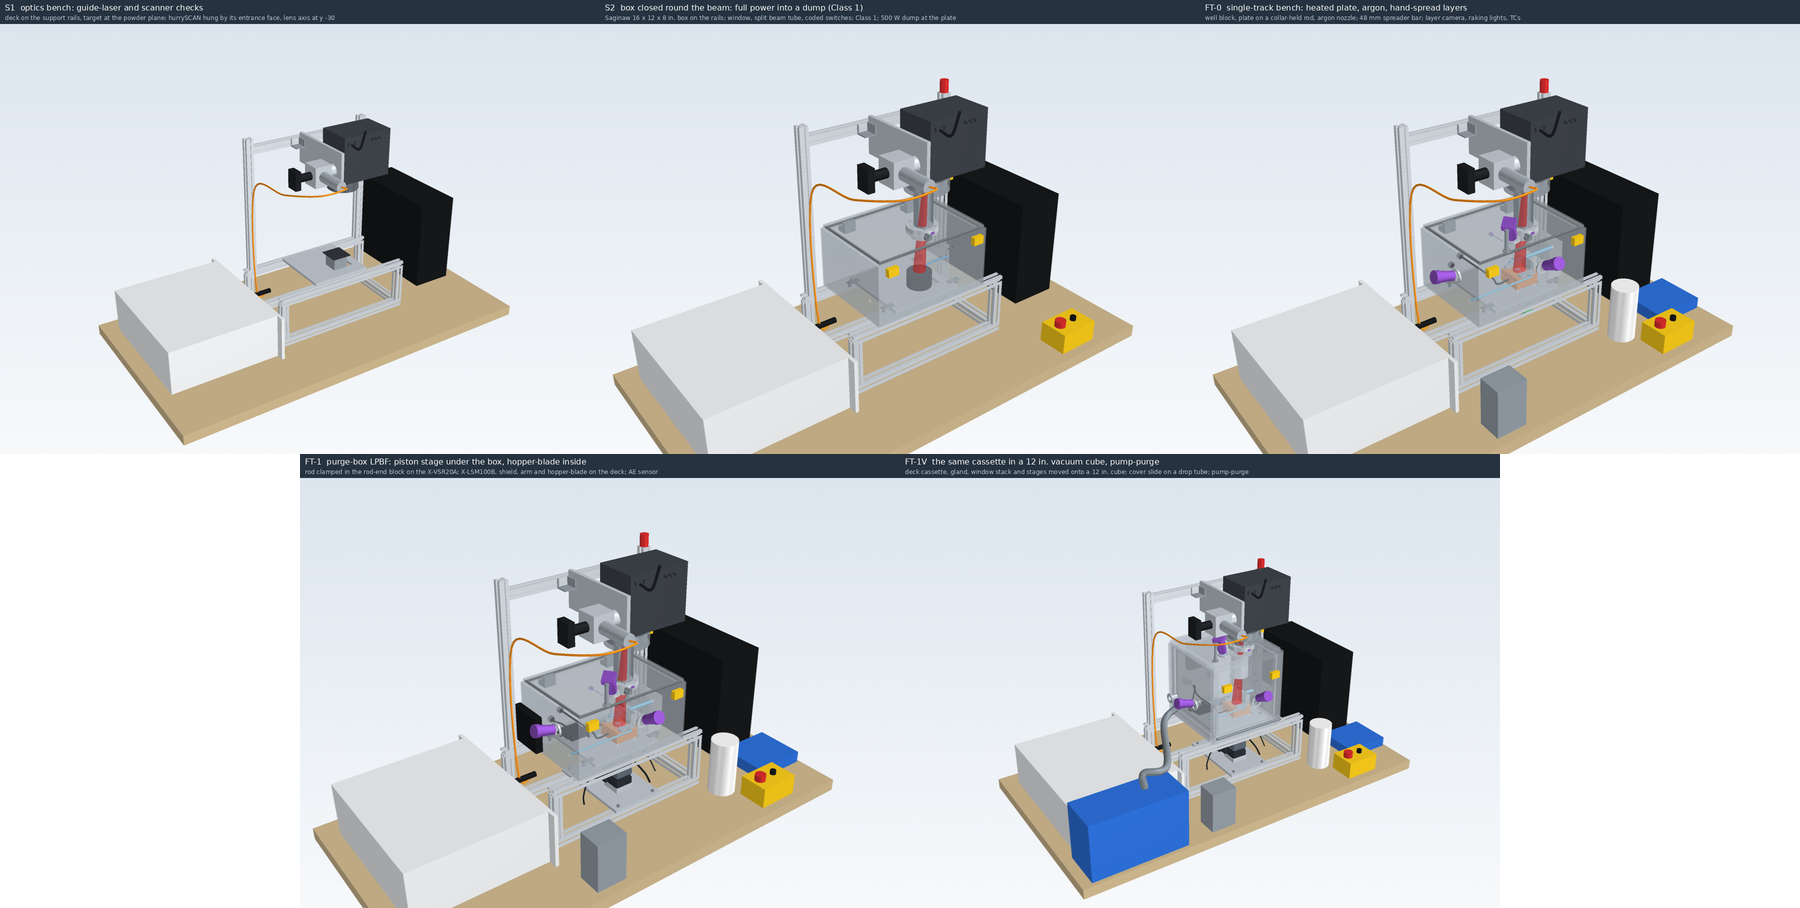 S1 optics bench: guide-laser and scanner checks
deck on the support rails, target at the powder plane; hurrySCAN hung by its entrance face, lens axis at y -30
S2 box closed round the beam: full power into a dump (Class 1)
Saginaw 16 x 12 x 8 in. box on the rails; window, split beam tube, coded switches: Class 1; 500 W dump at the plate
FT-0 single-track bench: heated plate, argon, hand-spread layers
well block, plate on a collar-held rod, argon nozzle; 48 mm spreader bar; layer camera, raking lights, TCs
FT-1 purge-box LPBF: piston stage under the box, hopper-blade inside
rod clamped in the rod-end block on the X-VSR20A; X-LSM100B, shield, arm and hopper-blade on the deck; AE sensor
FT-1V the same cassette in a 12 in. vacuum cube, pump-purge
deck cassette, gland, window stack and stages moved onto a 12 in. cube; cover slide on a drop tube; pump-purge